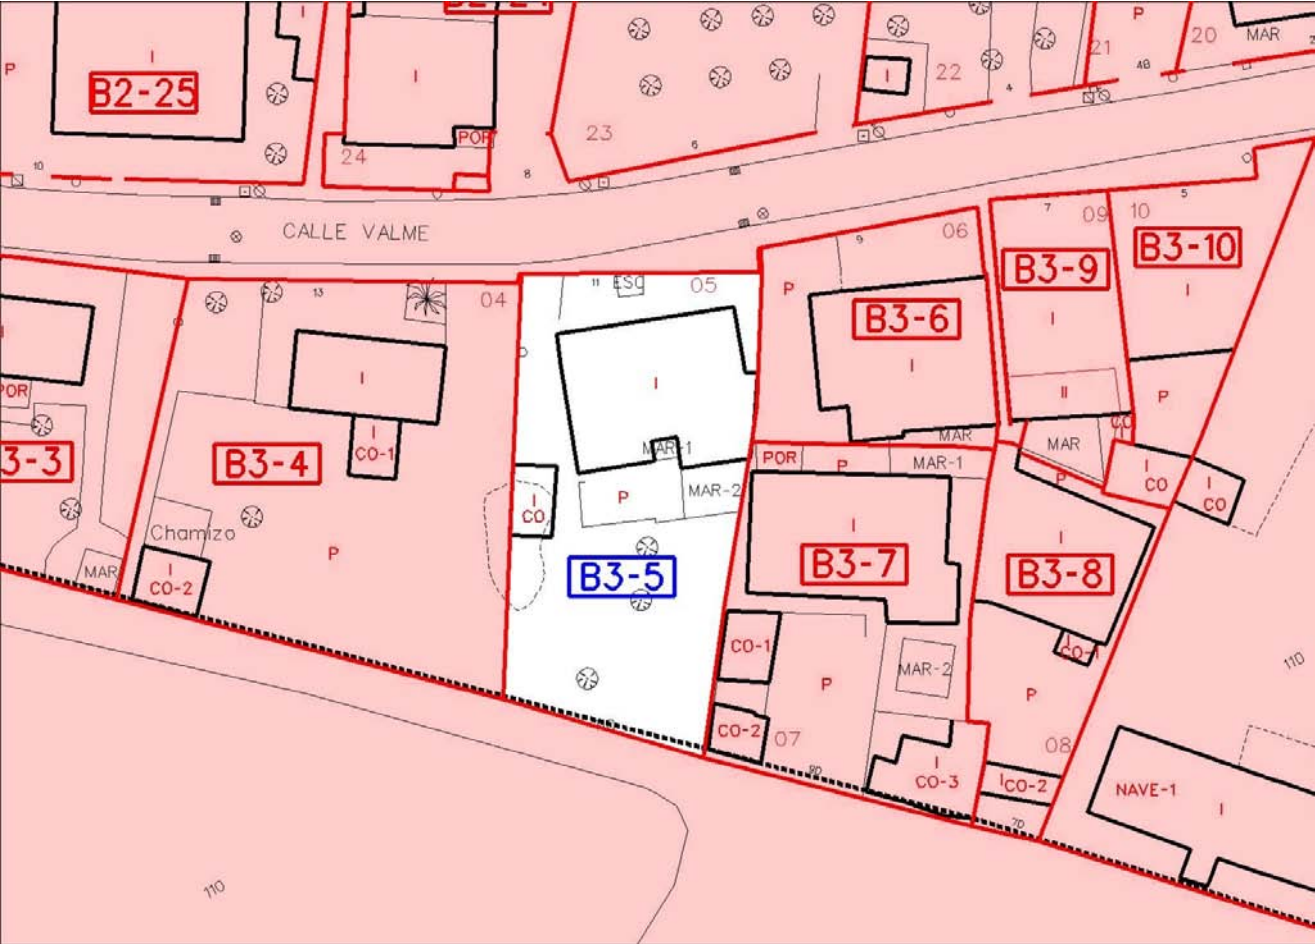 P
I
B2-25
10
I
I
POR
24
8
23
6
I
22
4
21
P
4B
20
MAR
CALLE VALME
I
POR
3-3
MAR
13
04
I
I
CO-1
B3-4
Chamizo
I
CO-2
P
11
ESC
05
I
MAR-1
MAR-2
P
I
CO
B3-5
9
06
P
B3-6
I
MAR
7
09
B3-9
I
II
MAR
CO
10
5
B3-10
I
P
I
CO
I
CO
POR
P
MAR-1
I
B3-7
CO-1
CO-2
P
07
MAR-2
I
CO-3
9D
P
I
B3-8
I
CO-1
P
08
I
CO-2
7D
NAVE-1
I
110
110